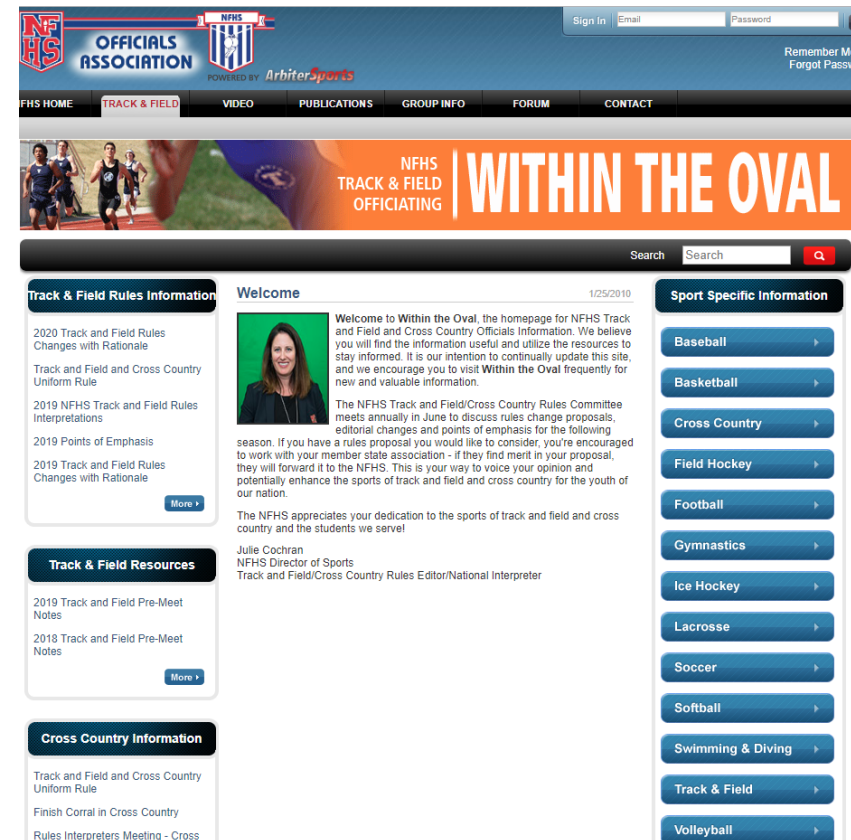 NF
HS
OFFICIALS
ASSOCIATION
NFHS
POWERED BY ArbiterSports
Sign In Email Password
Remember M
Forgot Passw
FHS HOME TRACK & FIELD VIDEO PUBLICATIONS GROUP INFO FORUM CONTACT
NFHS
TRACK & FIELD
OFFICIATING
WITHIN THE OVAL
Search Search
Track & Field Rules Information
2020 Track and Field Rules
Changes with Rationale
Track and Field and Cross Country
Uniform Rule
2019 NFHS Track and Field Rules
Interpretations
2019 Points of Emphasis
2019 Track and Field Rules
Changes with Rationale
More
Track & Field Resources
2019 Track and Field Pre-Meet
Notes
2018 Track and Field Pre-Meet
Notes
More
Cross Country Information
Track and Field and Cross Country
Uniform Rule
Finish Corral in Cross Country
Rules Interpreters Meeting - Cross
Welcome 1/25/2010
Welcome to Within the Oval, the homepage for NFHS Track
and Field and Cross Country Officials Information. We believe
you will find the information useful and utilize the resources to
stay informed. It is our intention to continually update this site,
and we encourage you to visit Within the Oval frequently for
new and valuable information.
The NFHS Track and Field/Cross Country Rules Committee
meets annually in June to discuss rules change proposals,
editorial changes and points of emphasis for the following
season. If you have a rules proposal you would like to consider, you're encouraged
to work with your member state association - if they find merit in your proposal,
they will forward it to the NFHS. This is your way to voice your opinion and
potentially enhance the sports of track and field and cross country for the youth of
our nation.
The NFHS appreciates your dedication to the sports of track and field and cross
country and the students we serve!
Julie Cochran
NFHS Director of Sports
Track and Field/Cross Country Rules Editor/National Interpreter
Sport Specific Information
Baseball
Basketball
Cross Country
Field Hockey
Football
Gymnastics
Ice Hockey
Lacrosse
Soccer
Softball
Swimming & Diving
Track & Field
Volleyball